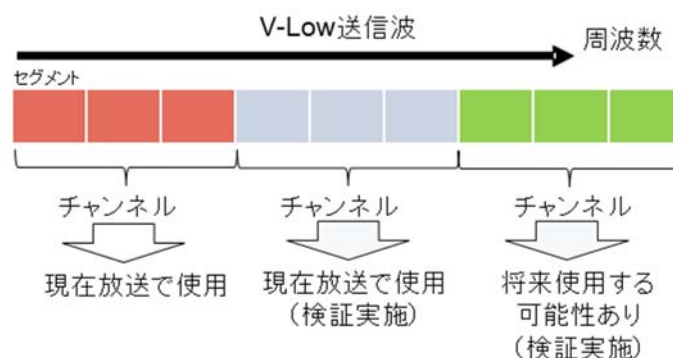 V-Low送信波
周波数
セグメント
チャンネル
チャンネル
チャンネル
現在放送で使用
現在放送で使用
（検証実施）
将来使用する
可能性あり
（検証実施）